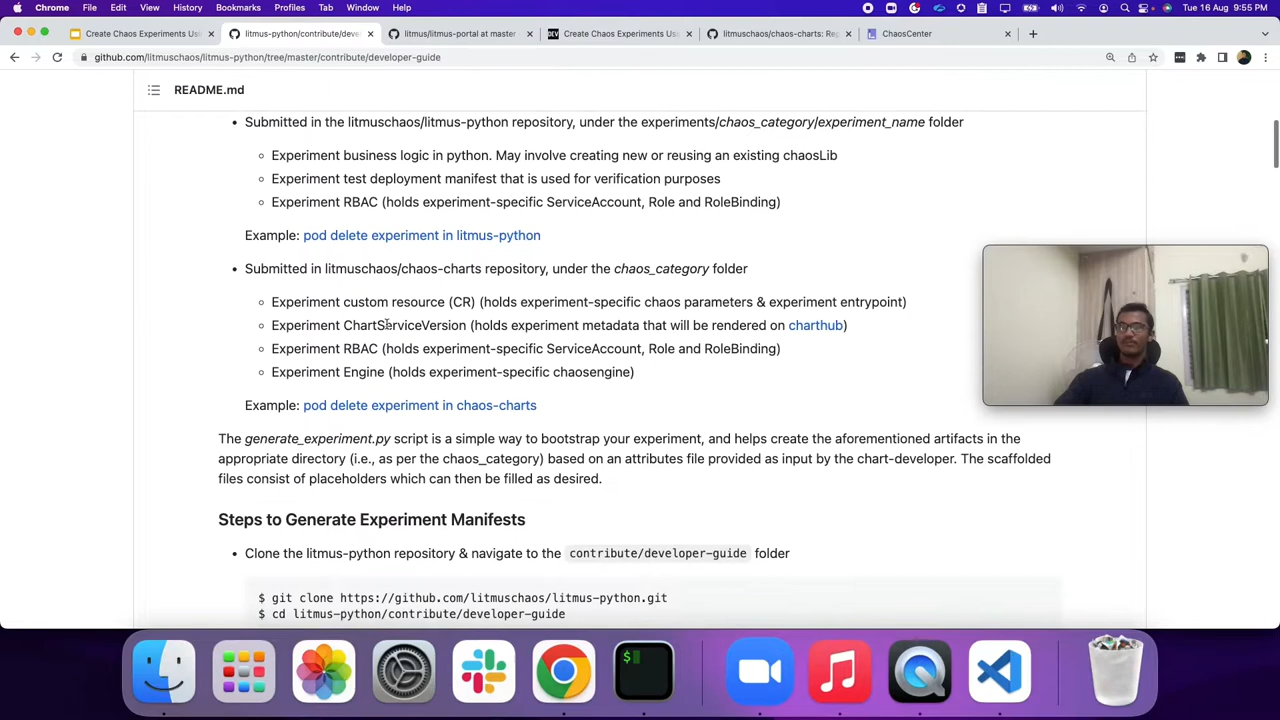 Chrome File Edit View History Bookmarks Profiles Tab Window Help Tue 16 Aug 9:55 PM
Create Chaos Experiments Us litmus-python/contribute/deve litmus/litmus-portal at master Create Chaos Experiments Us litmuschaos/chaos-charts: Re ChaosCenter
github.com/litmuschaos/litmus-python/tree/master/contribute/developer-guide
README.md
• Submitted in the litmuschaos/litmus-python repository, under the experiments/chaos_category/experiment_name folder
Experiment business logic in python. May involve creating new or reusing an existing chaosLib
Experiment test deployment manifest that is used for verification purposes
Experiment RBAC (holds experiment-specific ServiceAccount, Role and RoleBinding)
Example: pod delete experiment in litmus-python
• Submitted in litmuschaos/chaos-charts repository, under the chaos_category folder
Experiment custom resource (CR) (holds experiment-specific chaos parameters & experiment entrypoint)
Experiment ChartServiceVersion (holds experiment metadata that will be rendered on charthub)
Experiment RBAC (holds experiment-specific ServiceAccount, Role and RoleBinding)
Experiment Engine (holds experiment-specific chaosengine)
Example: pod delete experiment in chaos-charts
The generate_experiment.py script is a simple way to bootstrap your experiment, and helps create the aforementioned artifacts in the
appropriate directory (i.e., as per the chaos_category) based on an attributes file provided as input by the chart-developer. The scaffolded
files consist of placeholders which can then be filled as desired.
Steps to Generate Experiment Manifests
• Clone the litmus-python repository & navigate to the contribute/developer-guide folder
$ git clone https://github.com/litmuschaos/litmus-python.git
$ cd litmus-python/contribute/developer-guide